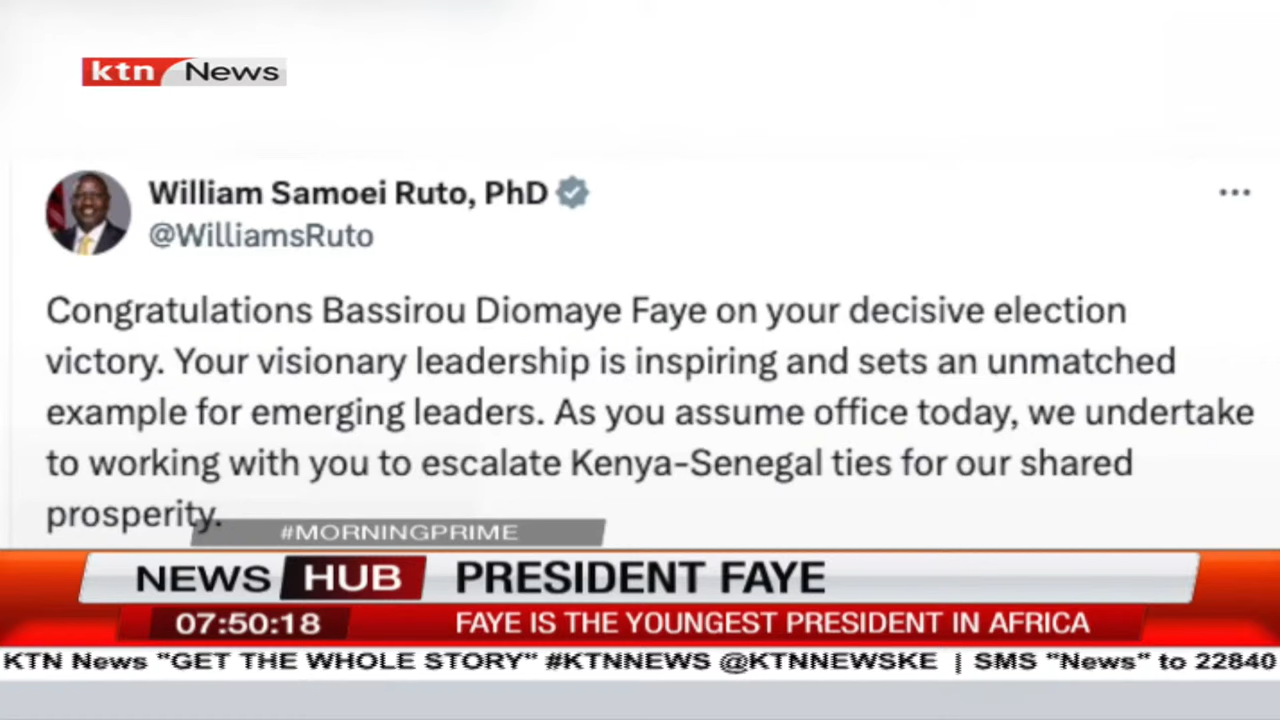 ktn News
William Samoei Ruto, PhD
@WilliamsRuto
Congratulations Bassirou Diomaye Faye on your decisive election
victory. Your visionary leadership is inspiring and sets an unmatched
example for emerging leaders. As you assume office today, we undertake
to working with you to escalate Kenya-Senegal ties for our shared
prosperity.
#MORNINGPRIME
NEWS HUB PRESIDENT FAYE
07:50:18 FAYE IS THE YOUNGEST PRESIDENT IN AFRICA
KTN News "GET THE WHOLE STORY" #KTNNEWS @KTNNEWSKE | SMS "News" to 22840